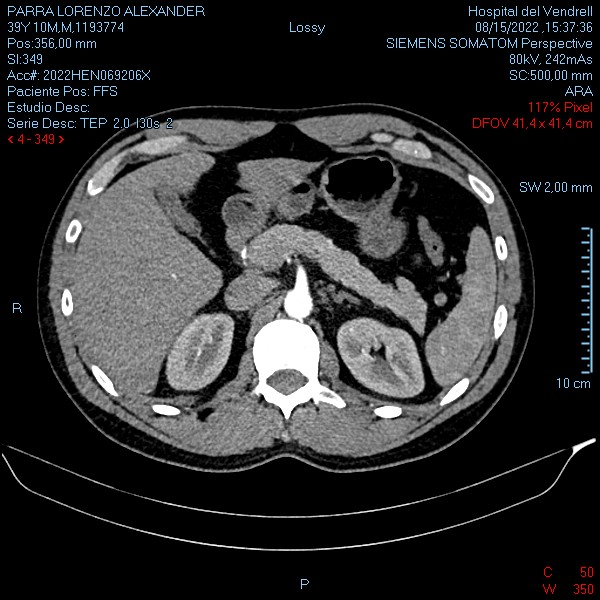 PARRA LORENZO ALEXANDER
39Y 10M,M,1193774
Pos:356,00 mm
SI:349
Acc#: 2022HEN069206X
Paciente Pos: FFS
Estudio Desc:
Serie Desc: TEP 2.0 I30s 2
< 4 - 349 >
Lossy
Hospital del Vendrell
08/15/2022 ,15:37:36
SIEMENS SOMATOM Perspective
80kV, 242mAs
SC:500,00 mm
ARA
117% Pixel
DFOV 41,4 x 41,4 cm
SW 2,00 mm
R
10 cm
P
C 50
W 350